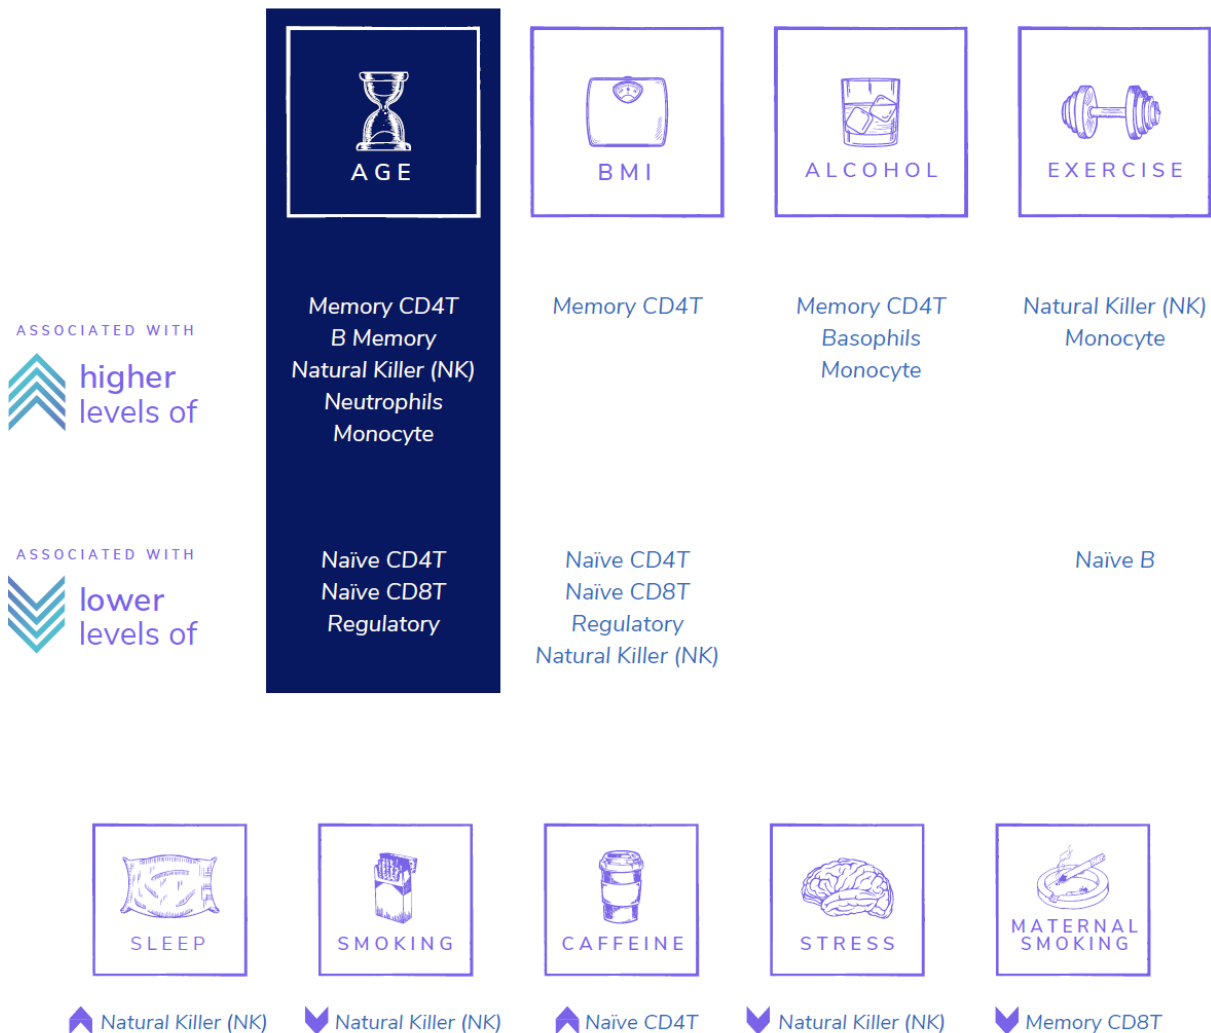 AGE
BMI
ALCOHOL
EXERCISE
ASSOCIATED WITH
higher
levels of
Memory CD4T
B Memory
Natural Killer (NK)
Neutrophils
Monocyte
Memory CD4T
Memory CD4T
Basophils
Monocyte
Natural Killer (NK)
Monocyte
ASSOCIATED WITH
lower
levels of
Naïve CD4T
Naïve CD8T
Regulatory
Naïve CD4T
Naïve CD8T
Regulatory
Natural Killer (NK)
Naïve B
SLEEP
Natural Killer (NK)
SMOKING
Natural Killer (NK)
CAFFEINE
Naïve CD4T
STRESS
Natural Killer (NK)
MATERNAL
SMOKING
Memory CD8T